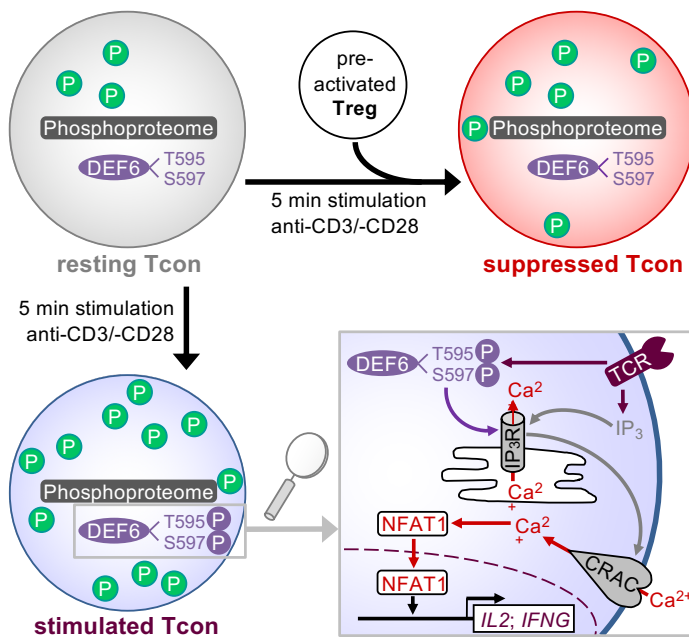 P
P
P
P
Phosphoproteome
DEF6
T595
S597
resting Tcon
pre-
activated
Treg
5 min stimulation
anti-CD3/-CD28
P
P
P
P
P
Phosphoproteome
DEF6
T595
S597
P
suppressed Tcon
5 min stimulation
anti-CD3/-CD28
P
P
P
P
P
P
Phosphoproteome
P
DEF6
T595 P
S597 P
P
P
P
stimulated Tcon
DEF6
T595 P
S597 P
TCR
Ca2
IP3
IP3R
Ca2
+
NFAT1
Ca2
+
NFAT1
CRAC
Ca2+
IL2; IFNG